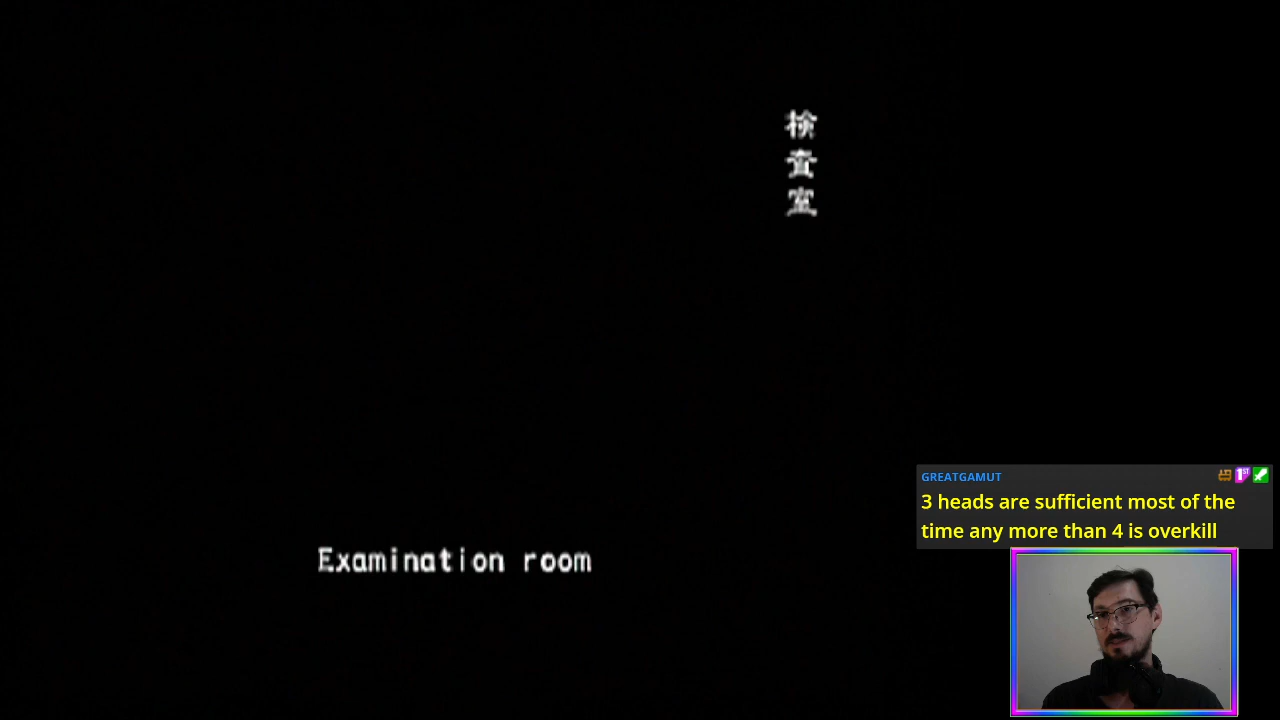 検査室
Examination room
GREATGAMUT
1ST
3 heads are sufficient most of the
time any more than 4 is overkill